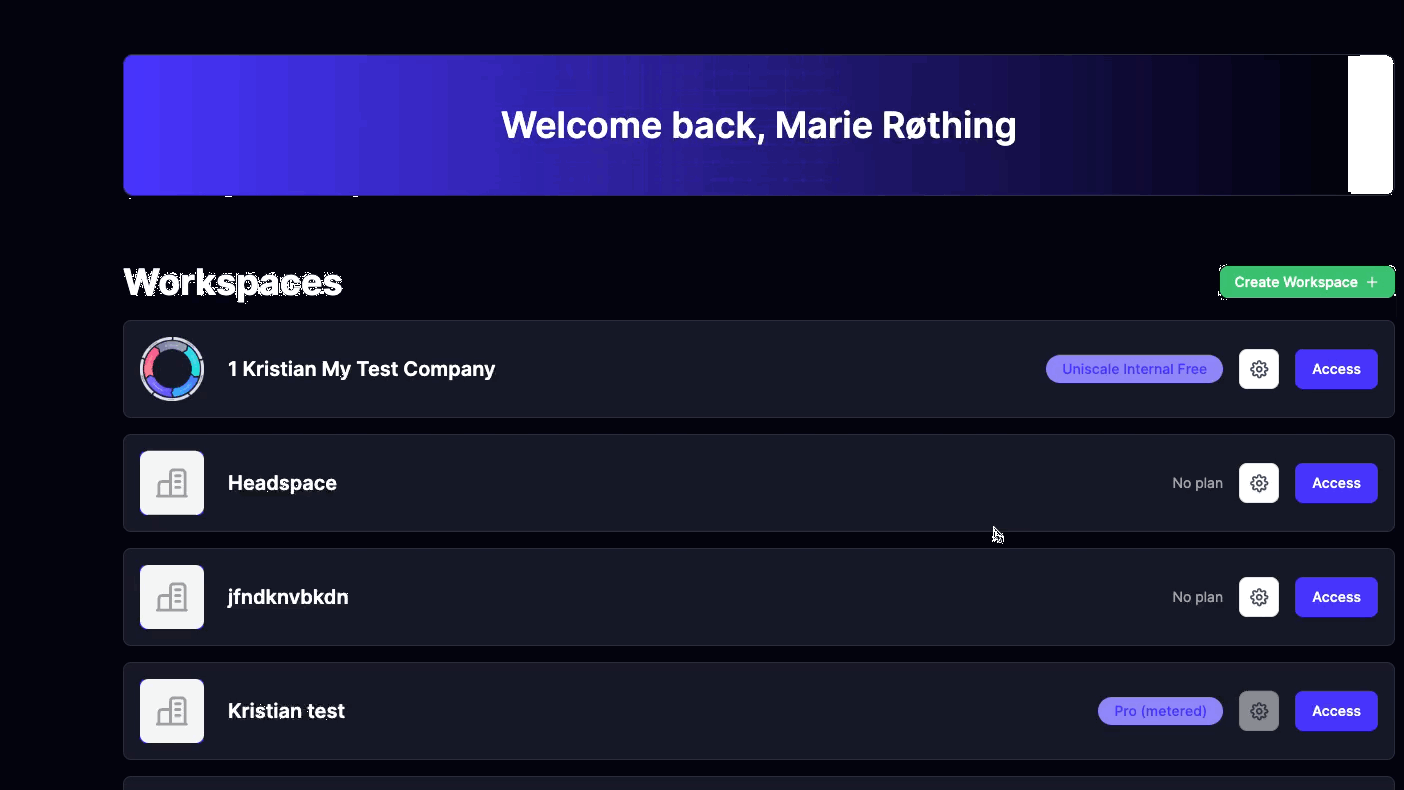 Welcome back, Marie Røthing
Workspaces
Create Workspace +
1 Kristian My Test Company
Uniscale Internal Free
Access
Headspace
No plan
Access
jfndknvbkdn
No plan
Access
Kristian test
Pro (metered)
Access